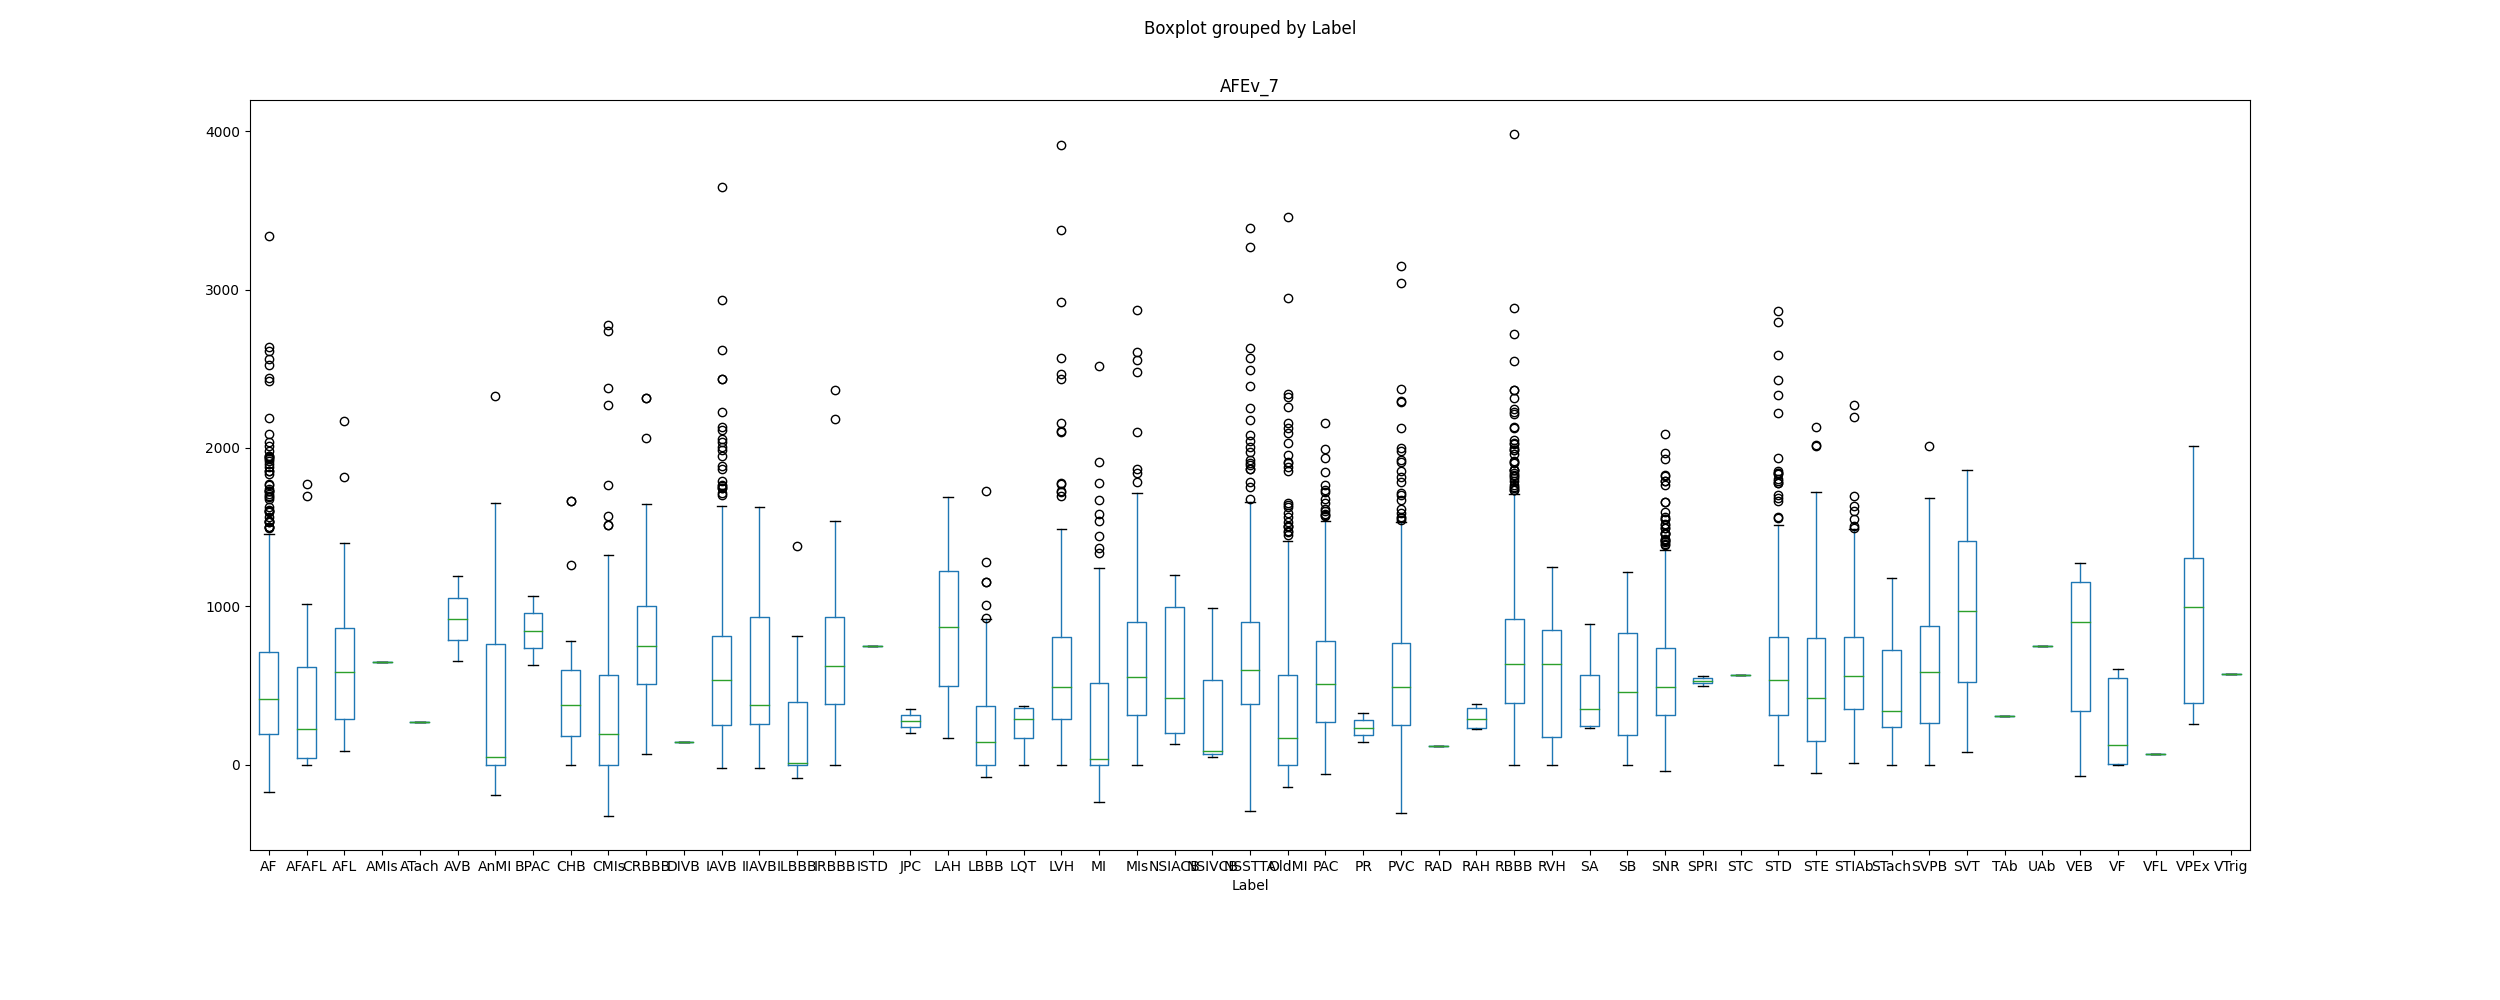 Boxplot grouped by Label
AFEv_7
4000
3000
2000
1000
0
AF AFAFL AFL AMIs ATach AVB AnMI BPAC CHB CMIs CRBBB DIVB IAVB IIAVB ILBBB IRBBB ISTD JPC LAH LBBB LQT LVH MI MIs NSIACB NSIVCB NSSTTA OldMI PAC PR PVC RAD RAH RBBB RVH SA SB SNR SPRI STC STD STE STIAb STach SVPB SVT TAb UAb VEB VF VFL VPEx VTrig
Label